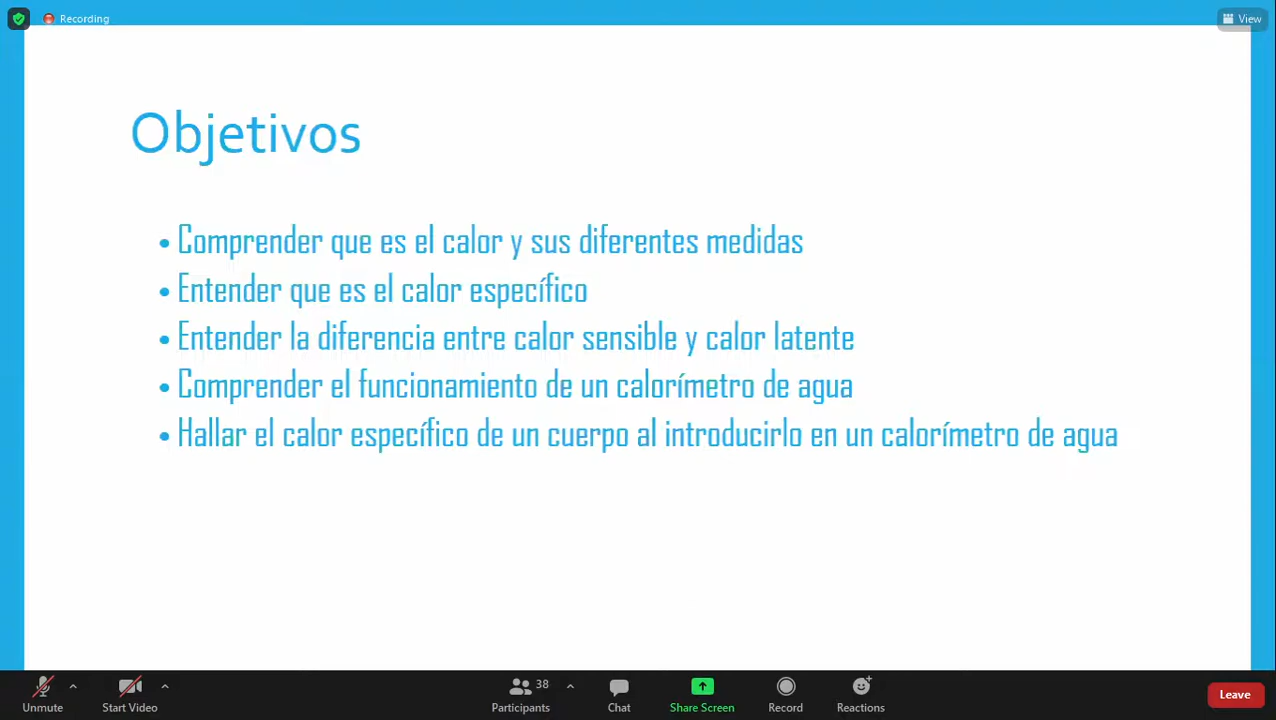 Recording
View
Objetivos
• Comprender que es el calor y sus diferentes medidas
• Entender que es el calor específico
• Entender la diferencia entre calor sensible y calor latente
• Comprender el funcionamiento de un calorímetro de agua
• Hallar el calor específico de un cuerpo al introducirlo en un calorímetro de agua
38
Unmute Start Video Participants Chat Share Screen Record Reactions Leave